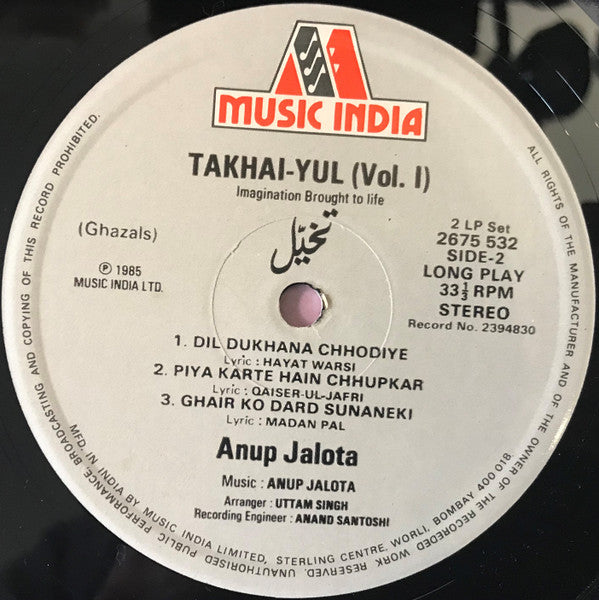 MUSIC INDIA
TAKHAI-YUL (Vol. I)
Imagination Brought to life
تخیّل
(Ghazals)
℗ 1985
MUSIC INDIA LTD.
2 LP Set
2675 532
SIDE-2
LONG PLAY
33⅓ RPM
STEREO
Record No. 2394830
1. DIL DUKHANA CHHODIYE
Lyric : HAYAT WARSI
2. PIYA KARTE HAIN CHHUPKAR
Lyric : QAISER-UL-JAFRI
3. GHAIR KO DARD SUNANEKI
Lyric : MADAN PAL
Anup Jalota
Music : ANUP JALOTA
Arranger : UTTAM SINGH
Recording Engineer : ANAND SANTOSHI
MFD. IN INDIA BY MUSIC INDIA LIMITED, STERLING CENTRE, WORLI, BOMBAY 400 018.
ALL RIGHTS OF THE MANUFACTURER AND OF THE OWNER OF THE RECORDED WORK RESERVED. UNAUTHORISED PUBLIC PERFORMANCE, BROADCASTING AND COPYING OF THIS RECORD PROHIBITED.